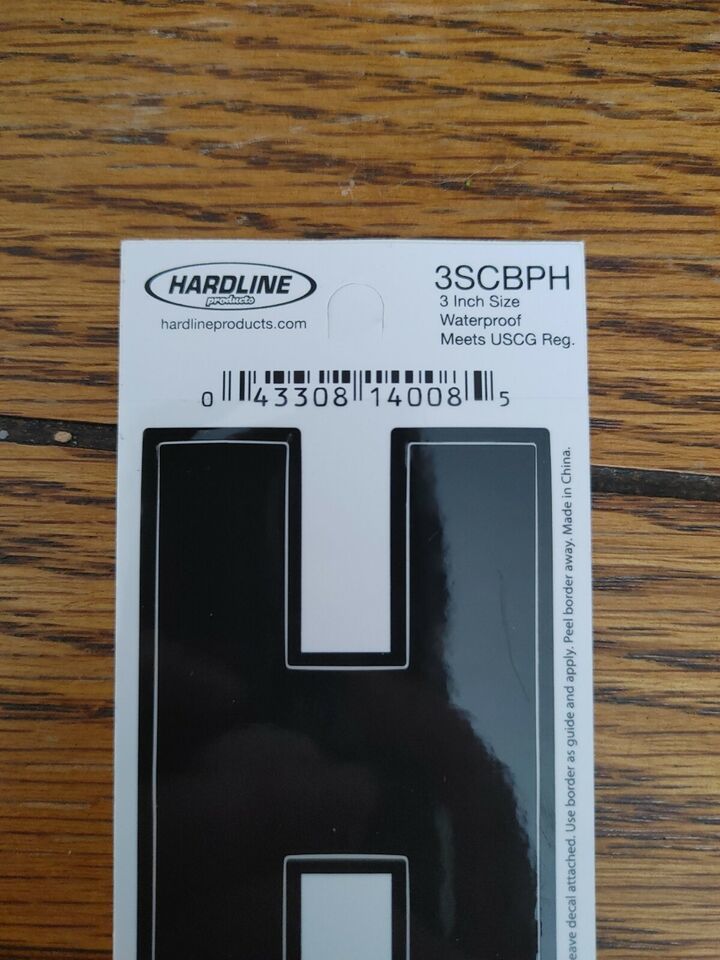 HARDLINE
products
hardlineproducts.com
3SCBPH
3 Inch Size
Waterproof
Meets USCG Reg.
0 43308 14008 5
H
decal attached. Use border as guide and apply. Peel border away. Made in China.